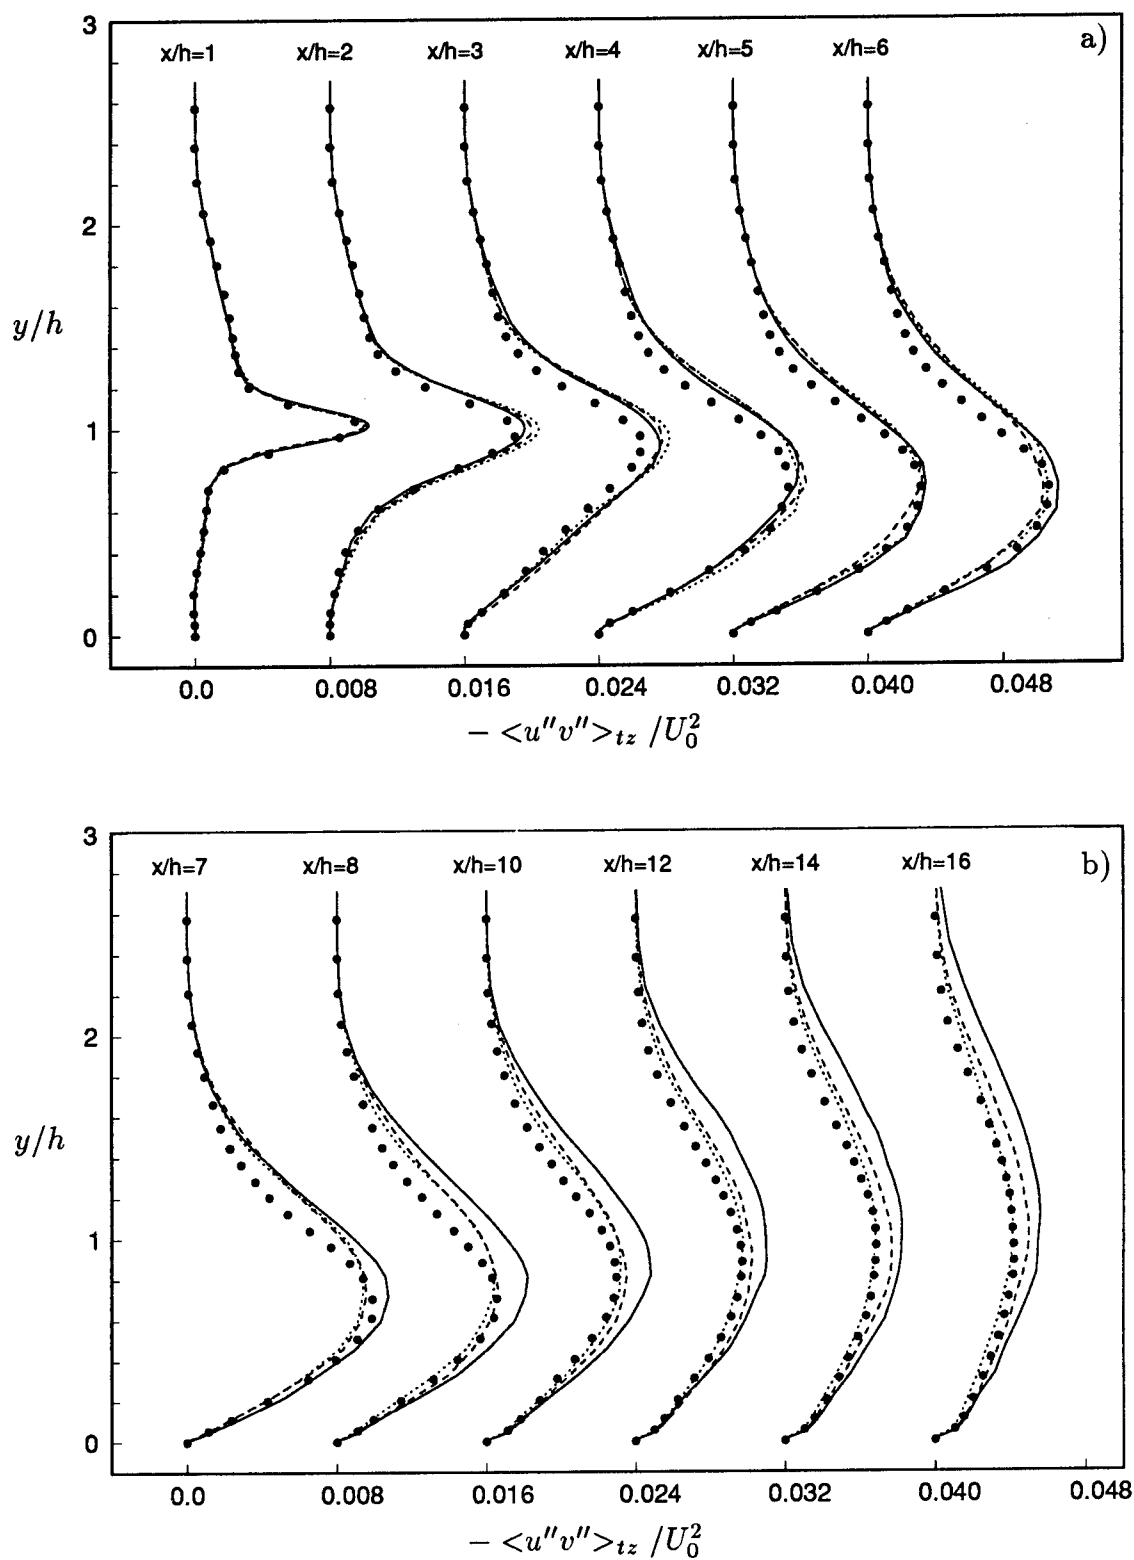 3
x/h=1 x/h=2 x/h=3 x/h=4 x/h=5 x/h=6 a)
2
y/h
1
0
0.0 0.008 0.016 0.024 0.032 0.040 0.048
− <u″v″>tz /U₀²
3
x/h=7 x/h=8 x/h=10 x/h=12 x/h=14 x/h=16 b)
2
y/h
1
0
0.0 0.008 0.016 0.024 0.032 0.040 0.048
− <u″v″>tz /U₀²